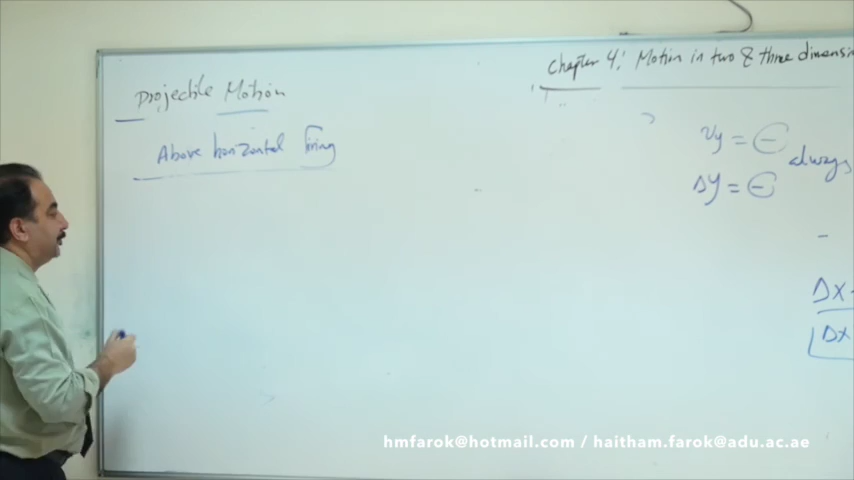 Chapter 4: Motion in two & three dimensi
Projectile Motion
Above horizontal firing
vy = ⊖
Δy = ⊖
always
-
Δx
Δx
hmfarok@hotmail.com / haitham.farok@adu.ac.ae